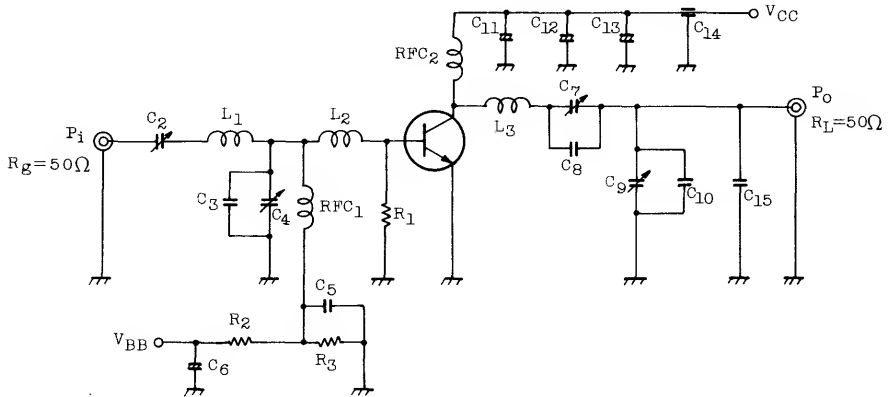 C11 C12 C13 C14 VCC
RFC2
Pi
Rg=50Ω
C2
L1
L2
L3
C7
C8
Po
RL=50Ω
C3
C4
RFC1
R1
C9
C10
C15
C5
VBB
R2
R3
C6